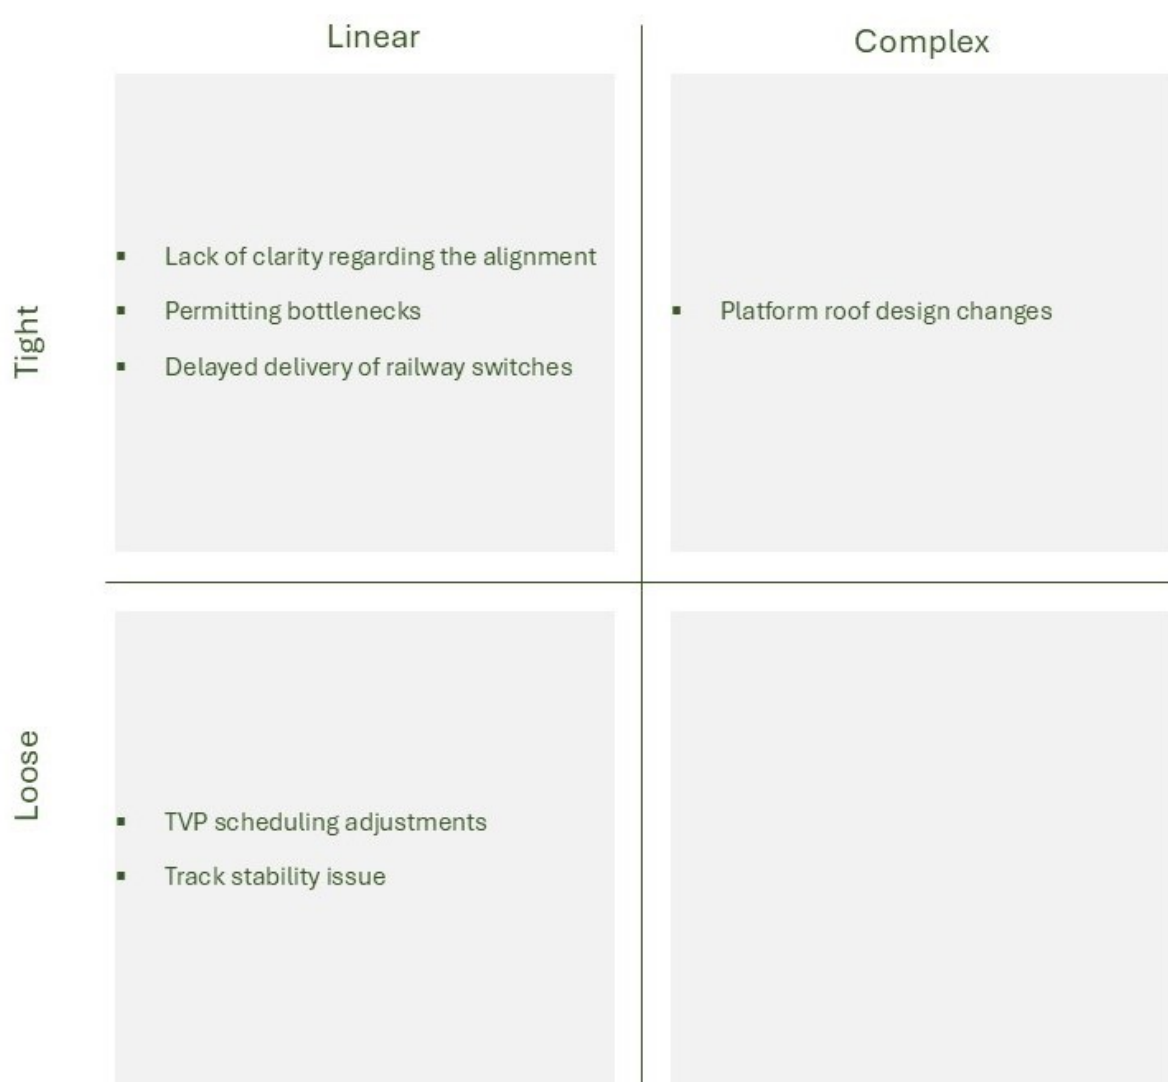 Linear
Complex
Tight
▪ Lack of clarity regarding the alignment
▪ Permitting bottlenecks
▪ Delayed delivery of railway switches
▪ Platform roof design changes
Loose
▪ TVP scheduling adjustments
▪ Track stability issue